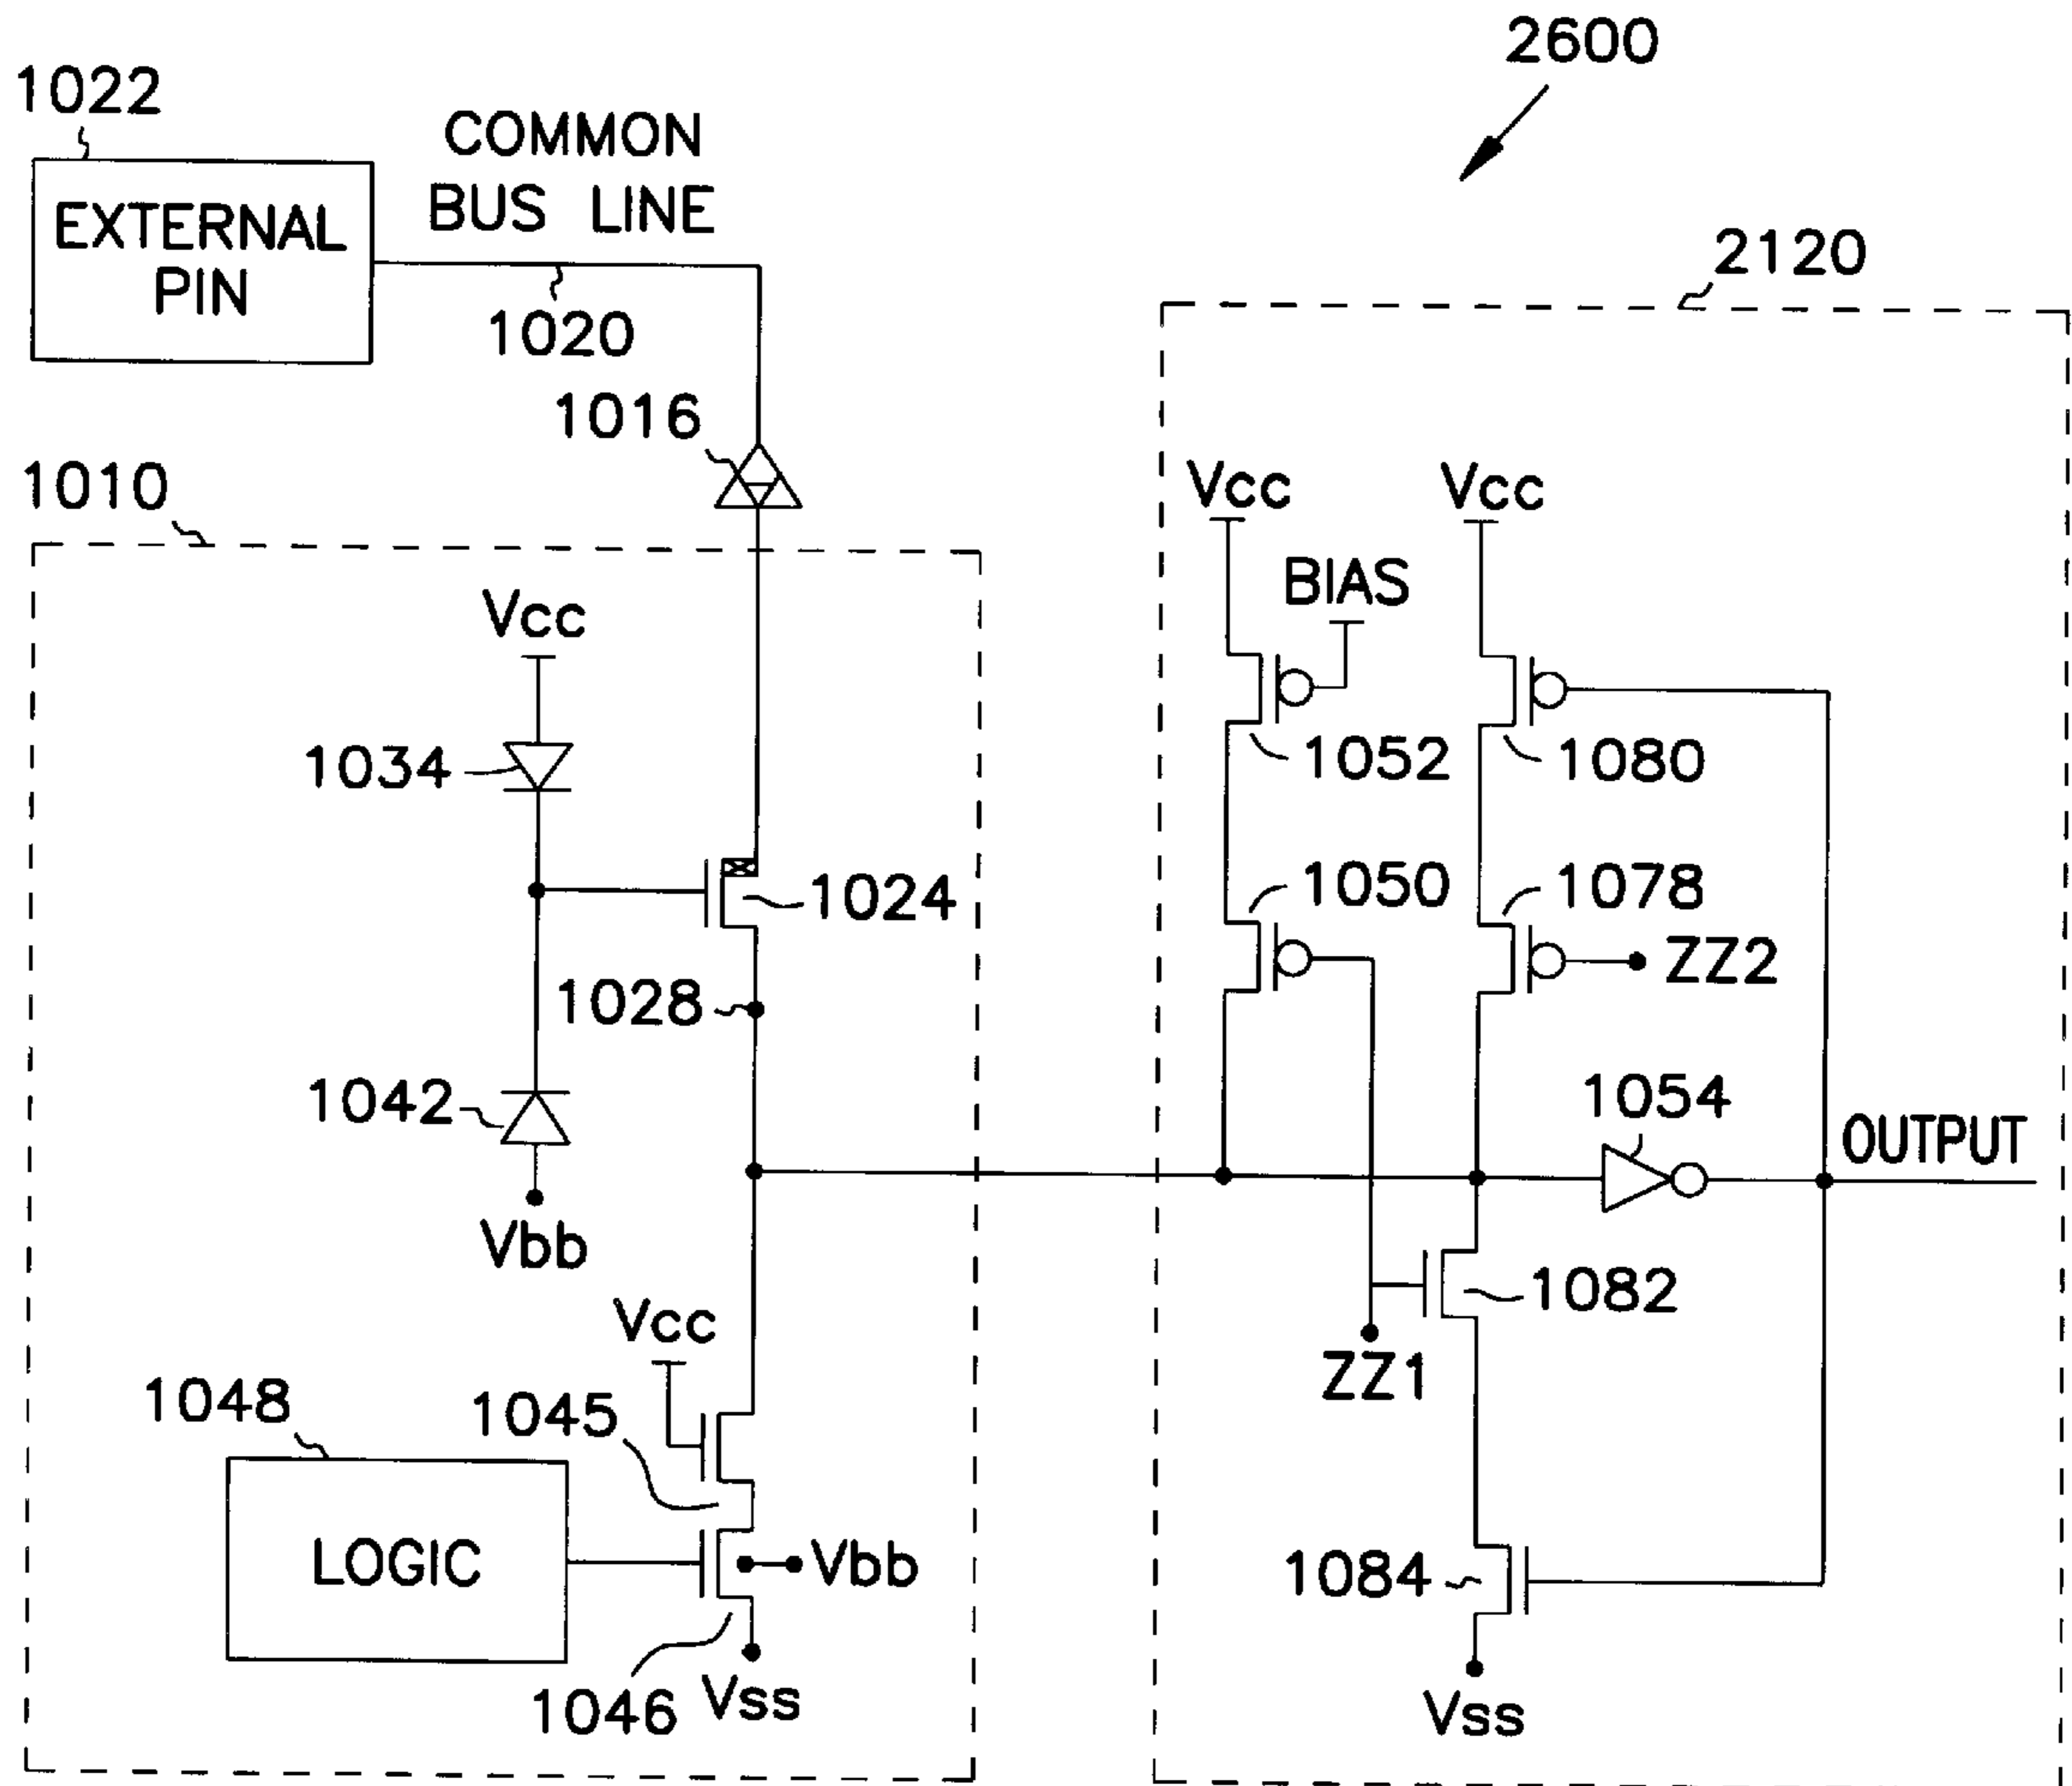 2600
1022
COMMON
BUS LINE
EXTERNAL
PIN
1020
2120
1016
1010
Vcc
Vcc
BIAS
Vcc
1034
1052
1080
1024
1050
1078
ZZ2
1028
1042
1054
OUTPUT
Vbb
1082
Vcc
ZZ1
1048
1045
LOGIC
Vbb
1084
1046
Vss
Vss